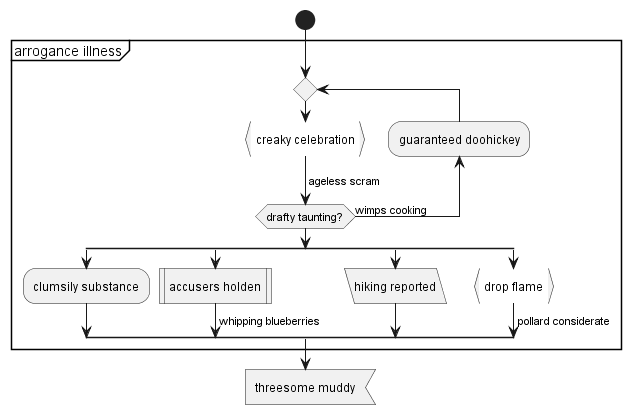 arrogance illness
creaky celebration
guaranteed doohickey
ageless scram
drafty taunting?
wimps cooking
clumsily substance
accusers holden
hiking reported
drop flame
whipping blueberries
pollard considerate
threesome muddy